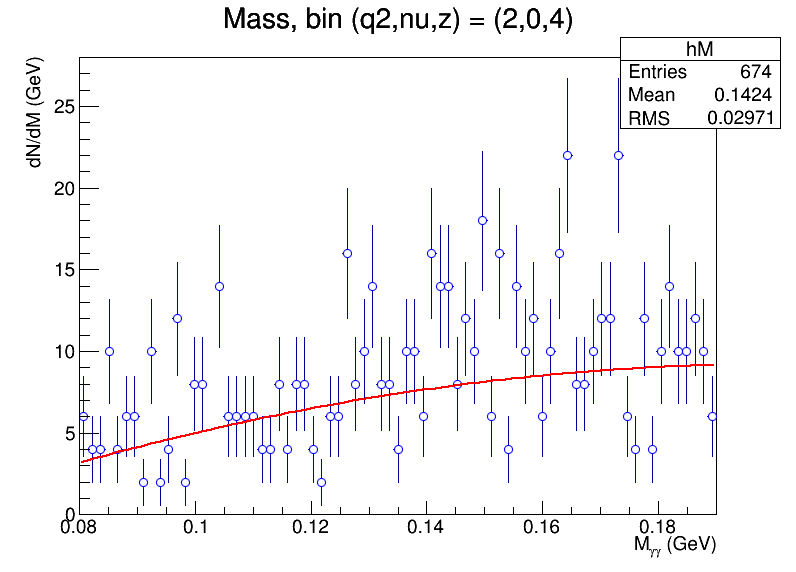 Mass, bin (q2,nu,z) = (2,0,4)
hM
Entries 674
Mean 0.1424
RMS 0.02971
dN/dM (GeV)
25
20
15
10
5
0
0.08 0.1 0.12 0.14 0.16 0.18
Mγγ (GeV)